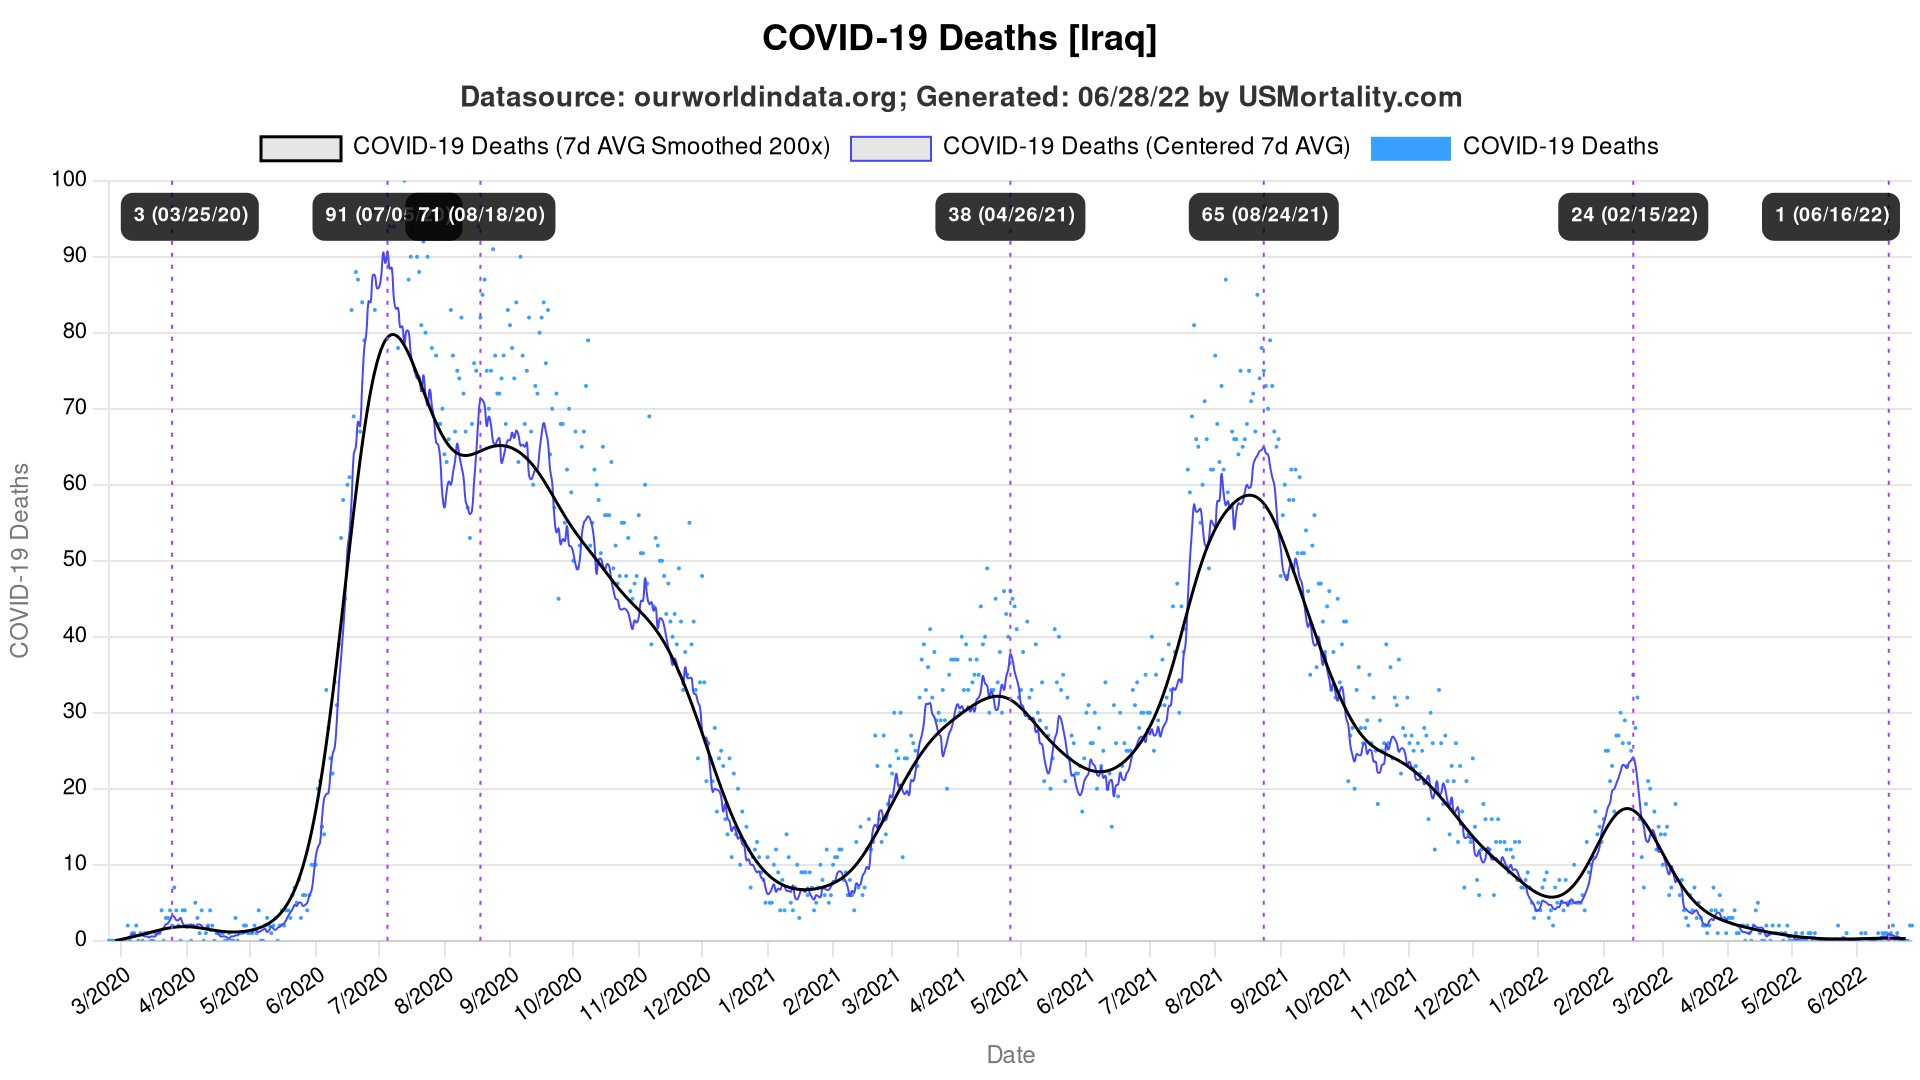 COVID-19 Deaths [Iraq]
Datasource: ourworldindata.org; Generated: 06/28/22 by USMortality.com
COVID-19 Deaths (7d AVG Smoothed 200x) COVID-19 Deaths (Centered 7d AVG) COVID-19 Deaths
3 (03/25/20) 91 (07/05/20) 71 (08/18/20) 38 (04/26/21) 65 (08/24/21) 24 (02/15/22) 1 (06/16/22)
100
90
80
70
60
50
40
30
20
10
0
COVID-19 Deaths
3/2020 4/2020 5/2020 6/2020 7/2020 8/2020 9/2020 10/2020 11/2020 12/2020 1/2021 2/2021 3/2021 4/2021 5/2021 6/2021 7/2021 8/2021 9/2021 10/2021 11/2021 12/2021 1/2022 2/2022 3/2022 4/2022 5/2022 6/2022
Date